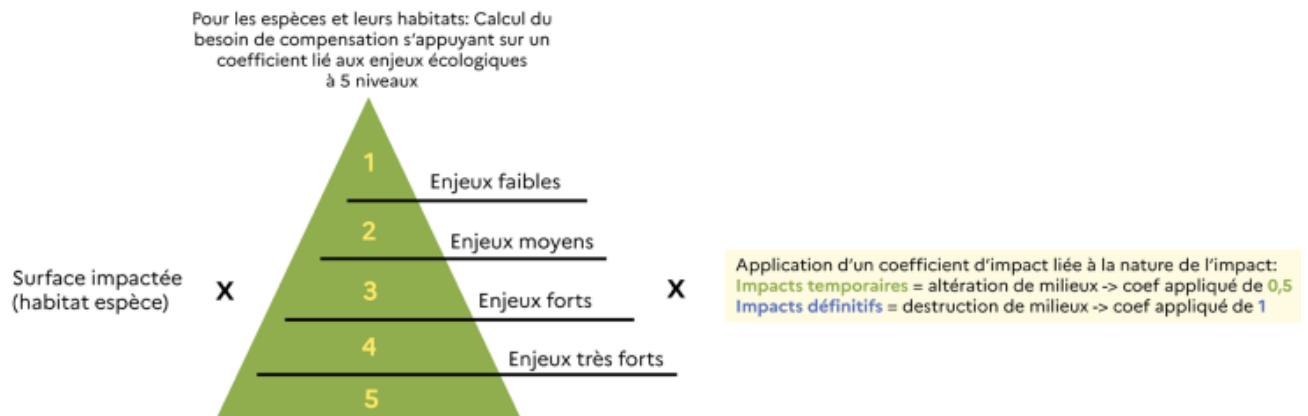 Pour les espèces et leurs habitats: Calcul du
besoin de compensation s'appuyant sur un
coefficient lié aux enjeux écologiques
à 5 niveaux
1
Enjeux faibles
2
Enjeux moyens
Surface impactée
(habitat espèce)
X
3
Enjeux forts
X
Application d'un coefficient d'impact liée à la nature de l'impact:
Impacts temporaires = altération de milieux -> coef appliqué de 0,5
Impacts définitifs = destruction de milieux -> coef appliqué de 1
4
Enjeux très forts
5